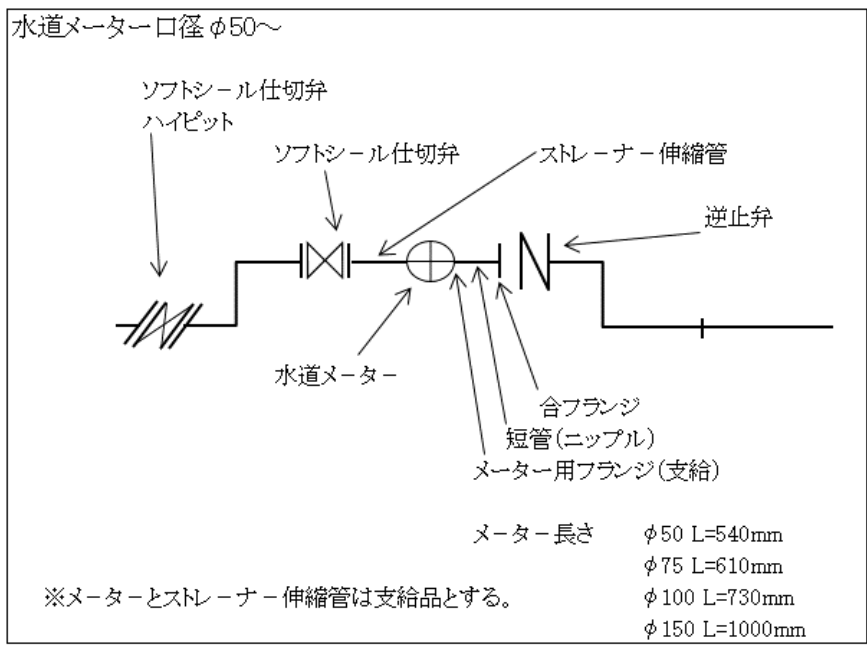 水道メーター口径φ50～
ソフトシール仕切弁
ハイピット
ソフトシール仕切弁
ストレーナー伸縮管
逆止弁
水道メーター
合フランジ
短管(ニップル)
メーター用フランジ(支給)
メーター長さ φ50 L=540mm
φ75 L=610mm
※メーターとストレーナー伸縮管は支給品とする。 φ100 L=730mm
φ150 L=1000mm